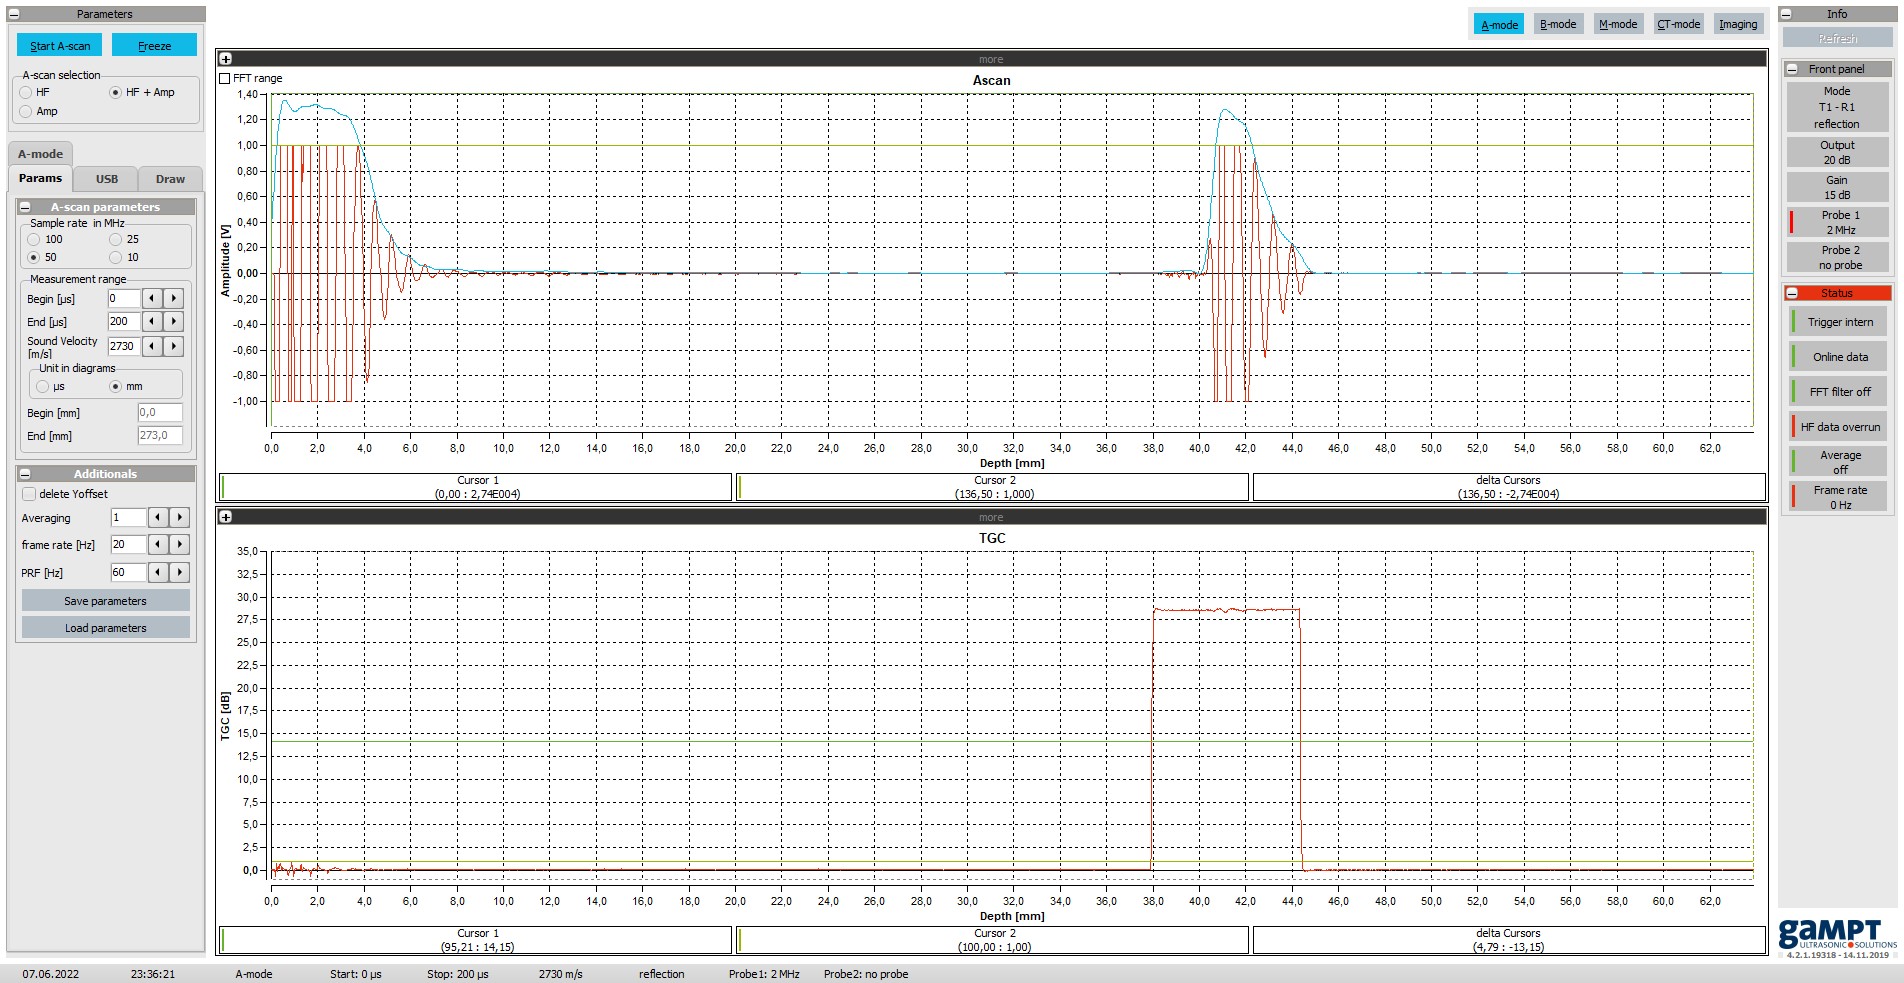 Parameters
Start A-scan
Freeze
A-scan selection
HF
HF + Amp
Amp
A-mode
Params
USB
Draw
A-scan parameters
Sample rate in MHz
100
25
50
10
Measurement range
Begin [µs]
0
End [µs]
200
Sound Velocity
[m/s]
2730
Unit in diagrams
µs
mm
Begin [mm]
0,0
End [mm]
273,0
Additionals
delete Yoffset
Averaging
1
frame rate [Hz]
20
PRF [Hz]
60
Save parameters
Load parameters
A-mode
B-mode
M-mode
CT-mode
Imaging
more
FFT range
Ascan
1,40
1,20
1,00
0,80
0,60
0,40
0,20
0,00
-0,20
-0,40
-0,60
-0,80
-1,00
Amplitude [V]
0,0 2,0 4,0 6,0 8,0 10,0 12,0 14,0 16,0 18,0 20,0 22,0 24,0 26,0 28,0 30,0 32,0 34,0 36,0 38,0 40,0 42,0 44,0 46,0 48,0 50,0 52,0 54,0 56,0 58,0 60,0 62,0
Depth [mm]
Cursor 1
(0,00 : 2,74E004)
Cursor 2
(136,50 : 1,000)
delta Cursors
(136,50 : -2,74E004)
more
TGC
35,0
32,5
30,0
27,5
25,0
22,5
20,0
17,5
15,0
12,5
10,0
7,5
5,0
2,5
0,0
TGC [dB]
0,0 2,0 4,0 6,0 8,0 10,0 12,0 14,0 16,0 18,0 20,0 22,0 24,0 26,0 28,0 30,0 32,0 34,0 36,0 38,0 40,0 42,0 44,0 46,0 48,0 50,0 52,0 54,0 56,0 58,0 60,0 62,0
Depth [mm]
Cursor 1
(95,21 : 14,15)
Cursor 2
(100,00 : 1,00)
delta Cursors
(4,79 : -13,15)
Info
Refresh
Front panel
Mode
T1 - R1
reflection
Output
20 dB
Gain
15 dB
Probe 1
2 MHz
Probe 2
no probe
Status
Trigger intern
Online data
FFT filter off
HF data overrun
Average
off
Frame rate
0 Hz
gAMPT
ULTRASONIC SOLUTIONS
4.2.1.19318 - 14.11.2019
07.06.2022 23:36:21 A-mode Start: 0 µs Stop: 200 µs 2730 m/s reflection Probe1: 2 MHz Probe2: no probe